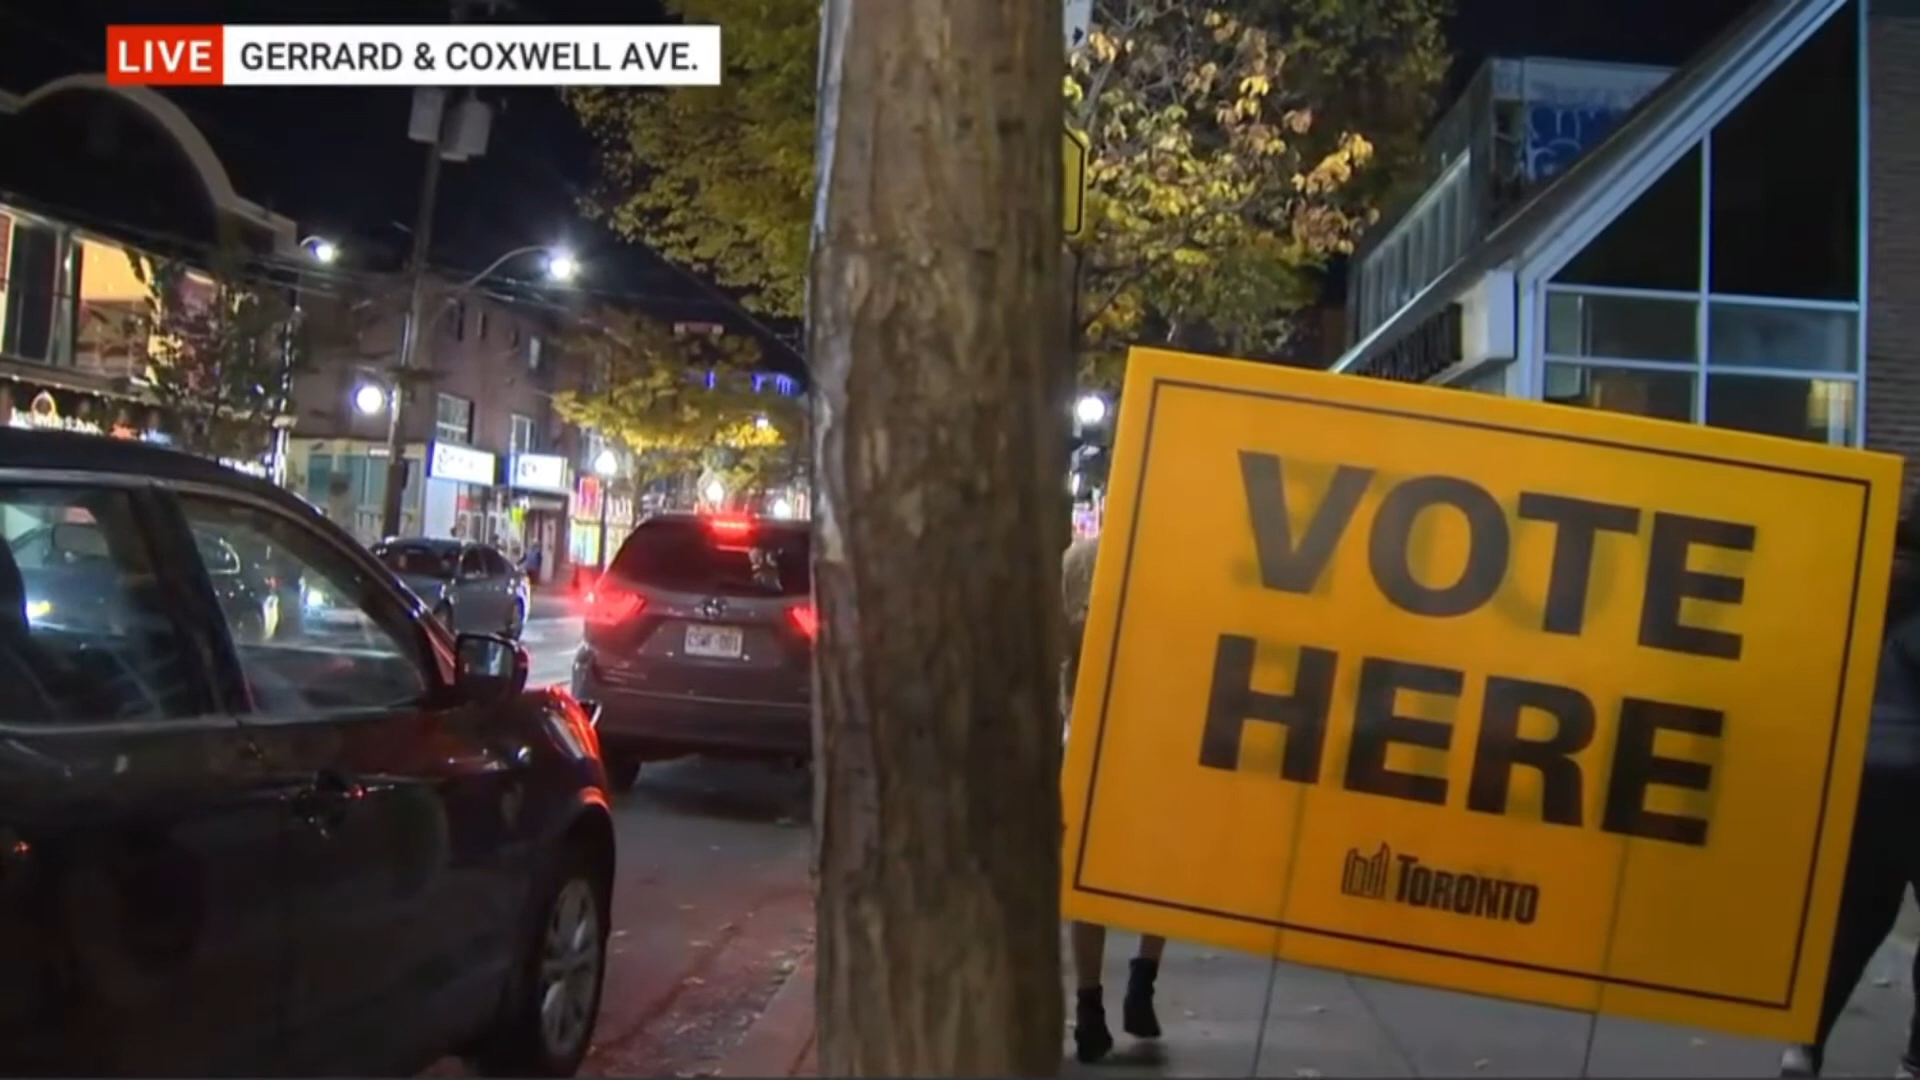 LIVE GERRARD & COXWELL AVE.
VOTE
HERE
TORONTO